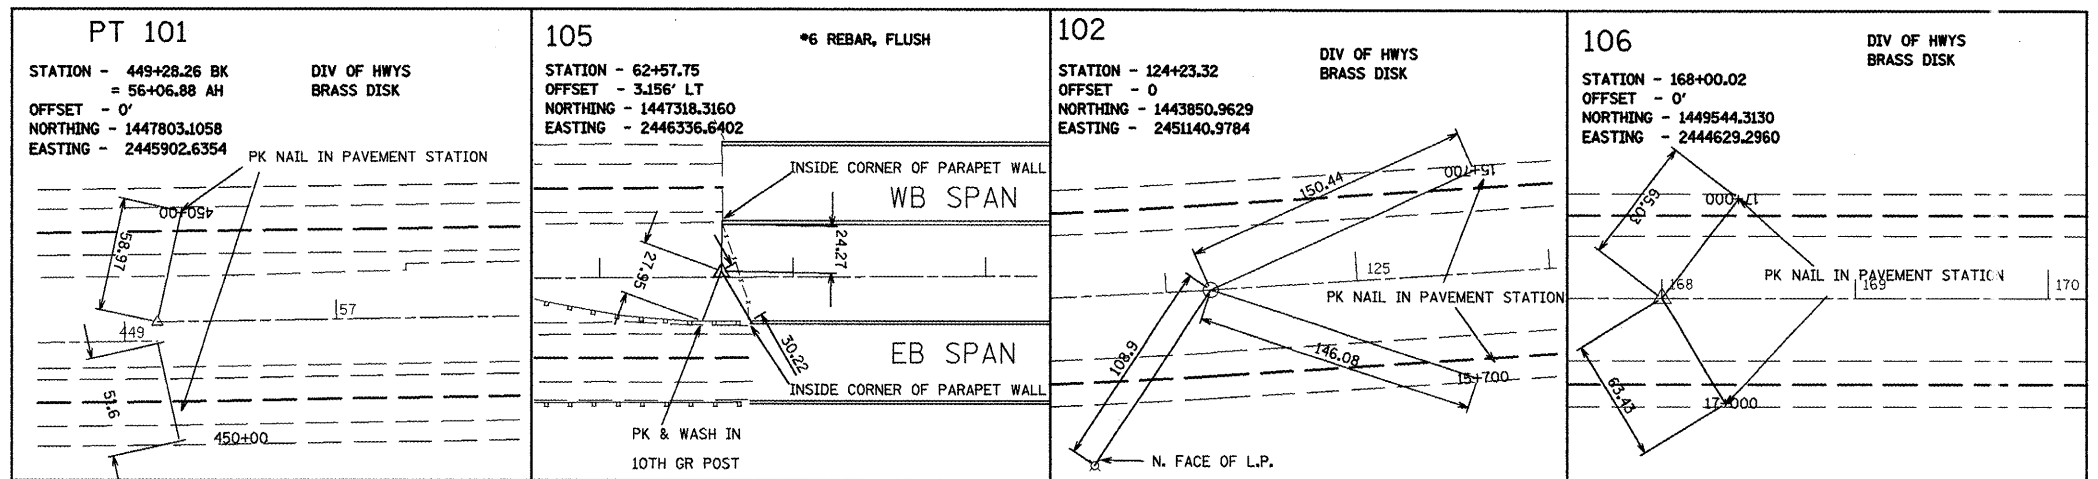 PT 101
STATION - 449+28.26 BK
= 56+06.88 AH
OFFSET - 0'
NORTHING - 1447803.1058
EASTING - 2445902.6354
DIV OF HWYS
BRASS DISK
PK NAIL IN PAVEMENT STATION
450+00
58.97
449
57
51.6
450+00
105
#6 REBAR, FLUSH
STATION - 62+57.75
OFFSET - 3.156' LT
NORTHING - 1447318.3160
EASTING - 2446336.6402
INSIDE CORNER OF PARAPET WALL
WB SPAN
24.27
27.95
30.22
EB SPAN
INSIDE CORNER OF PARAPET WALL
PK & WASH IN
10TH GR POST
102
DIV OF HWYS
BRASS DISK
STATION - 124+23.32
OFFSET - 0
NORTHING - 1443850.9629
EASTING - 2451140.9784
150.44
15+700
125
PK NAIL IN PAVEMENT STATION
108.9
146.08
15+700
N. FACE OF L.P.
106
DIV OF HWYS
BRASS DISK
STATION - 168+00.02
OFFSET - 0'
NORTHING - 1449544.3130
EASTING - 2444629.2960
65.03
17+000
PK NAIL IN PAVEMENT STATION
168
169
170
63.43
17+000